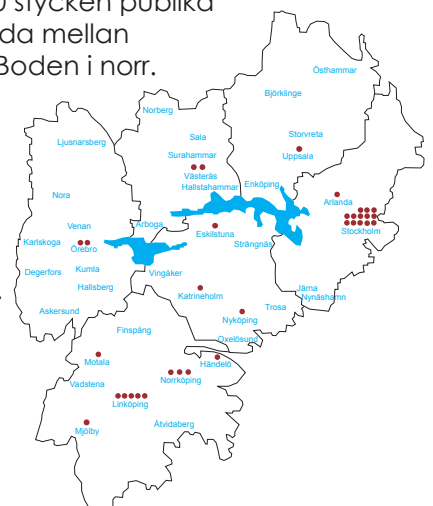 0 stycken publika
da mellan
Boden i norr.
Östhammar
Björklinge
Norberg
Storvreta
Sala
Ljusnarsberg
Surahammar
Uppsala
Västerås
Enköping
Hallstahammar
Nora
Arlanda
Arboga
Venan
Eskilstuna
Stockholm
Karlskoga
Strängnäs
Örebro
Degerfors
Kumla
Vingåker
Hallsberg
Järna
Katrineholm
Nynäshamn
Askersund
Trosa
Nyköping
Finspång
Oxelösund
Motala
Händelö
Vadstena
Norrköping
Linköping
Mjölby
Åtvidaberg